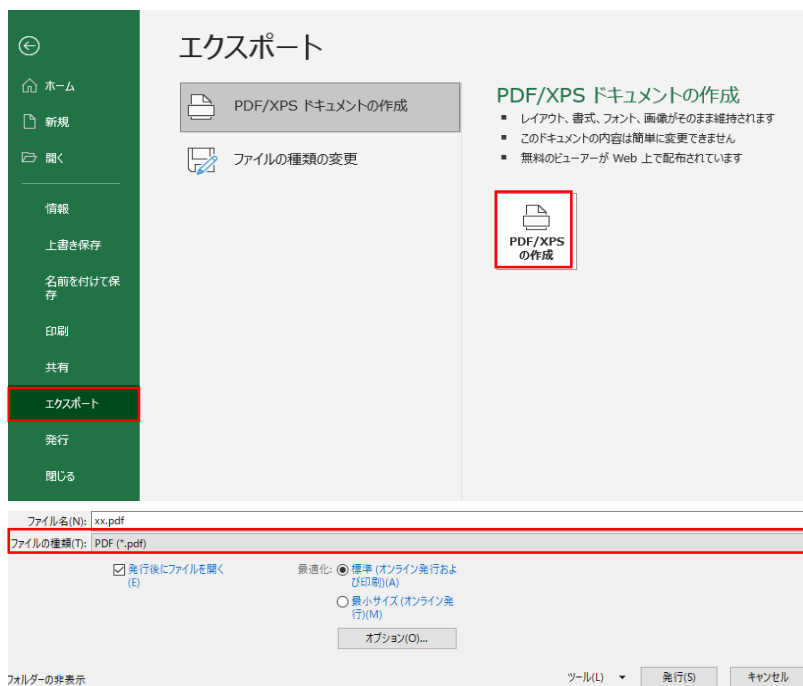 エクスポート
ホーム
新規
開く
情報
上書き保存
名前を付けて保
存
印刷
共有
エクスポート
発行
閉じる
PDF/XPS ドキュメントの作成
ファイルの種類の変更
PDF/XPS ドキュメントの作成
レイアウト、書式、フォント、画像がそのまま維持されます
このドキュメントの内容は簡単に変更できません
無料のビューアーが Web 上で配布されています
PDF/XPS
の作成
ファイル名(N): xx.pdf
ファイルの種類(T): PDF (*.pdf)
発行後にファイルを開く
(E)
最適化: 標準 (オンライン発行およ
び印刷)(A)
最小サイズ (オンライン発
行)(M)
オプション(O)...
フォルダーの非表示
ツール(L) 発行(S) キャンセル